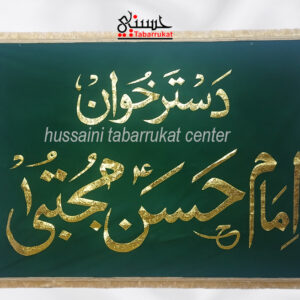 حسینی
Tabarrukat
دسترخوان
hussaini tabarrukat center
امام حسن مجتبیٰ